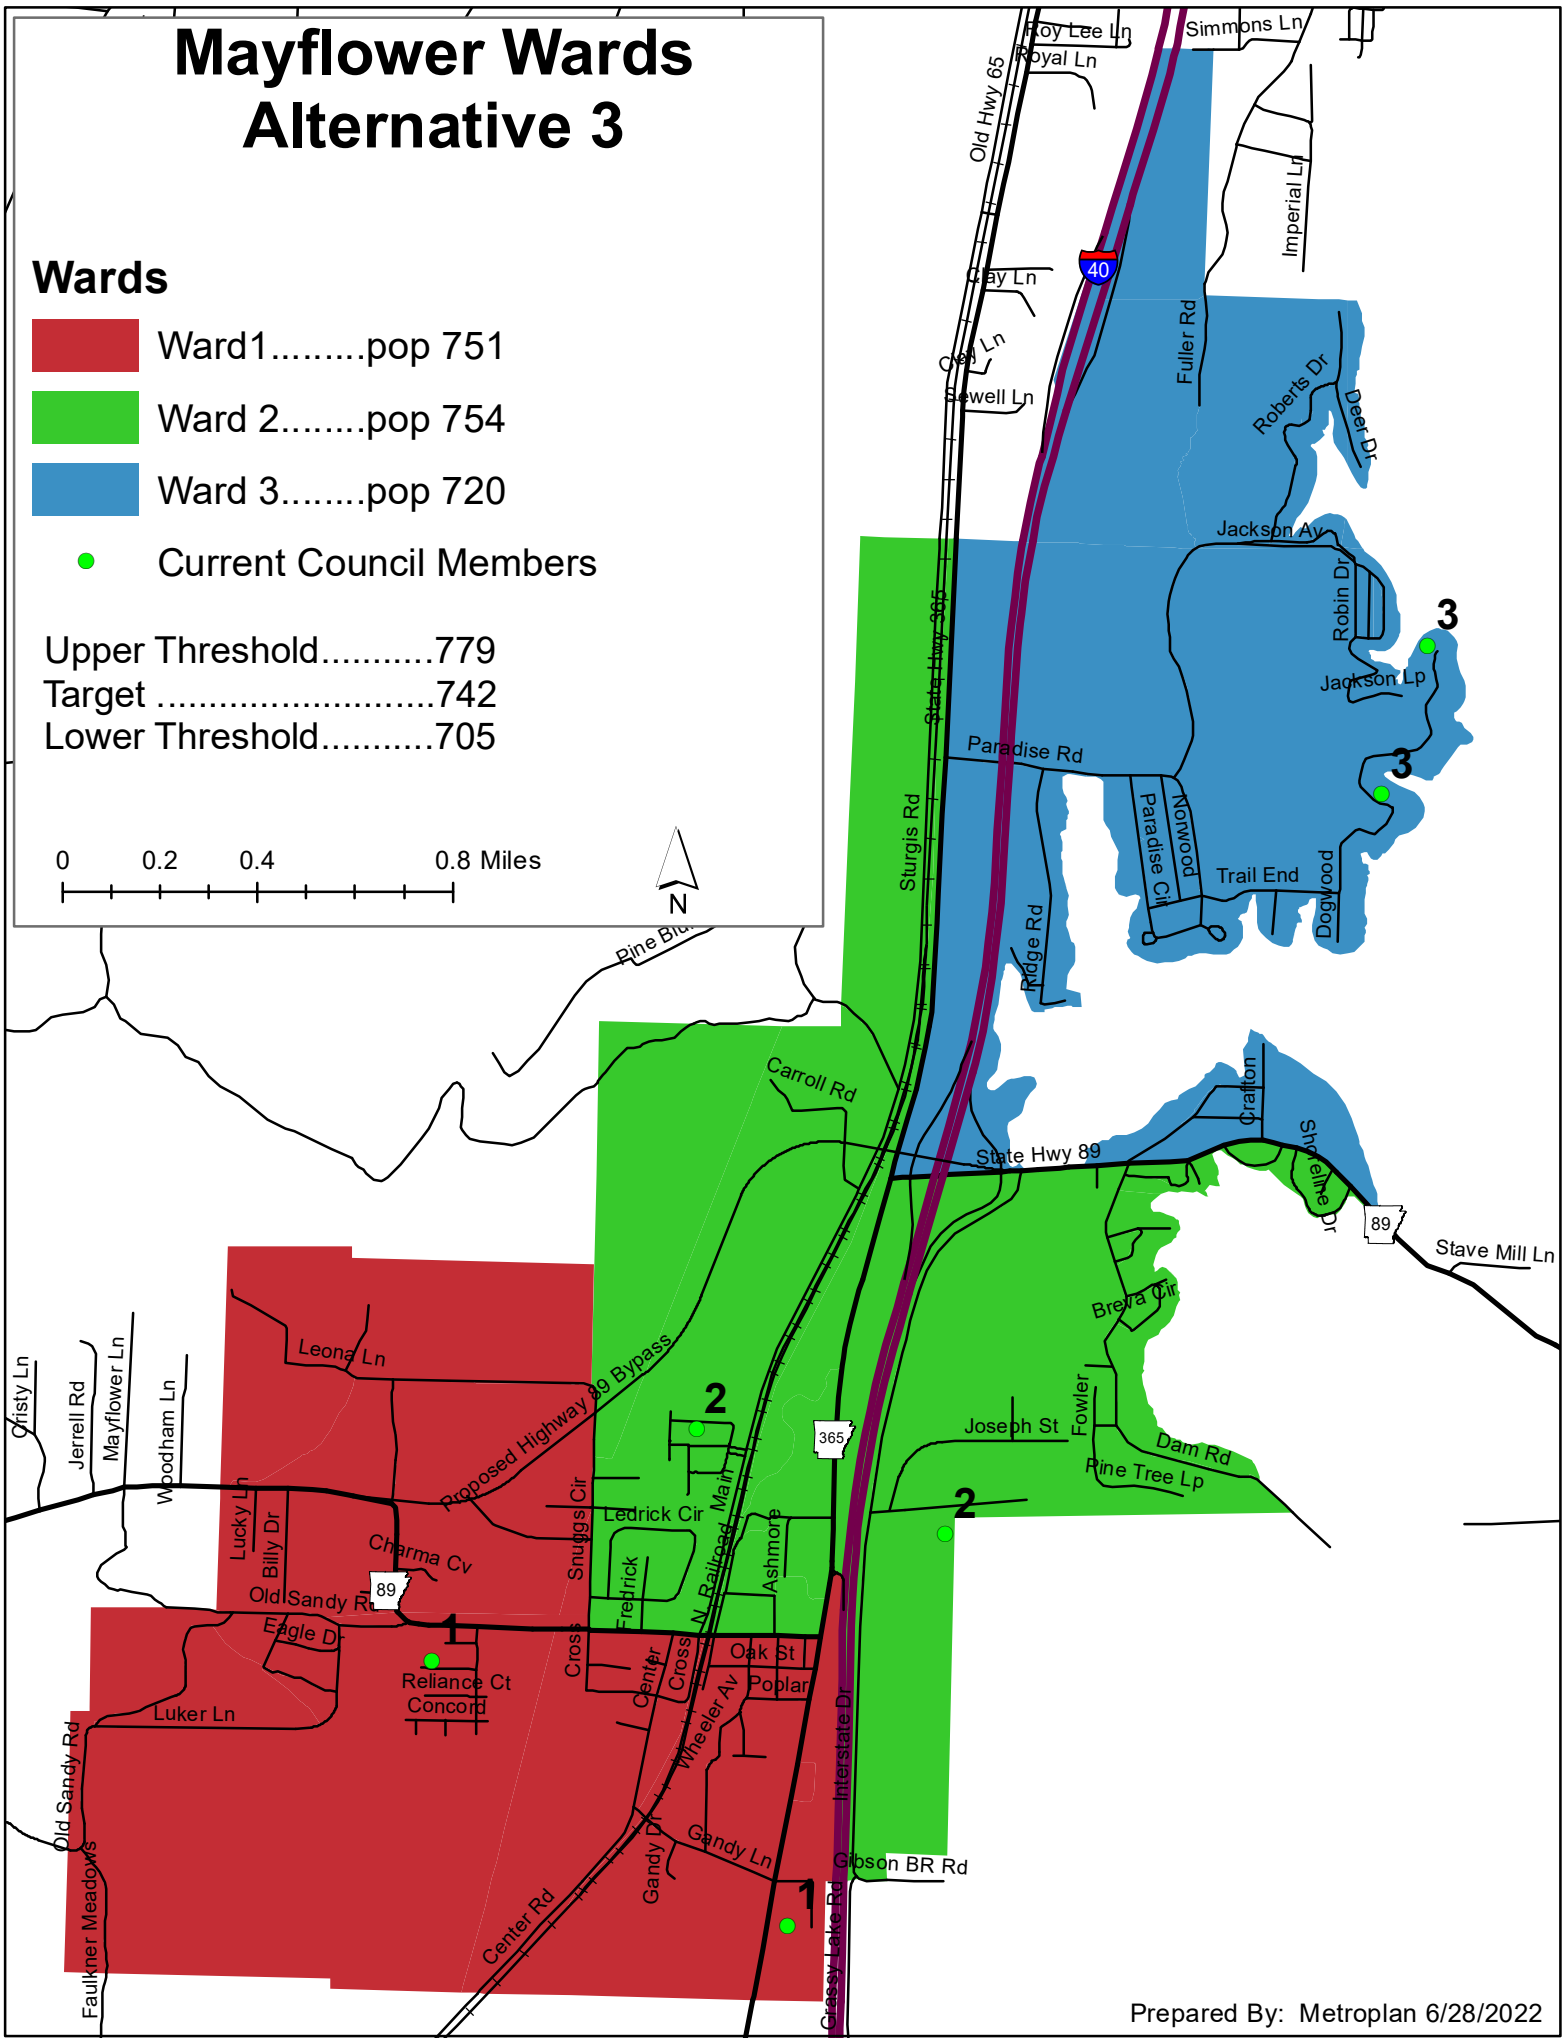 Mayflower Wards
Alternative 3
Wards
Ward1.........pop 751
Ward 2........pop 754
Ward 3........pop 720
Current Council Members
Upper Threshold...........779
Target ...........................742
Lower Threshold...........705
0 0.2 0.4 0.8 Miles
N
Roy Lee Ln
Simmons Ln
Royal Ln
Old Hwy 65
Imperial Ln
40
Clay Ln
Fuller Rd
Clay Ln
Roberts Dr
Sewell Ln
Deer Dr
Jackson Av
Robin Dr
State Hwy 365
3
Jackson Lp
Paradise Rd
3
Sturgis Rd
Paradise Cir
Norwood
Trail End
Dogwood
Ridge Rd
Pine Blu
Carroll Rd
Crafton
State Hwy 89
Shoreline Dr
89
Stave Mill Ln
Breva Cir
Leona Ln
Cristy Ln
Jerrell Rd
Mayflower Ln
Woodham Ln
Proposed Highway 89 Bypass
2
365
Joseph St
Fowler
Dam Rd
Pine Tree Lp
2
Lucky Ln
Billy Dr
Snuggs Cir
Ledrick Cir
N Railroad
Main
Ashmore
Charma Cv
Fredrick
89
Old Sandy Rd
Eagle Dr
1
Cross
Center
Cross
Oak St
Reliance Ct
Poplar
Concord
Luker Ln
Wheeler Av
Interstate Dr
Old Sandy Rd
Gandy Dr
Gandy Ln
Gibson BR Rd
Faulkner Meadows
Center Rd
1
Grassy Lake Rd
Prepared By: Metroplan 6/28/2022